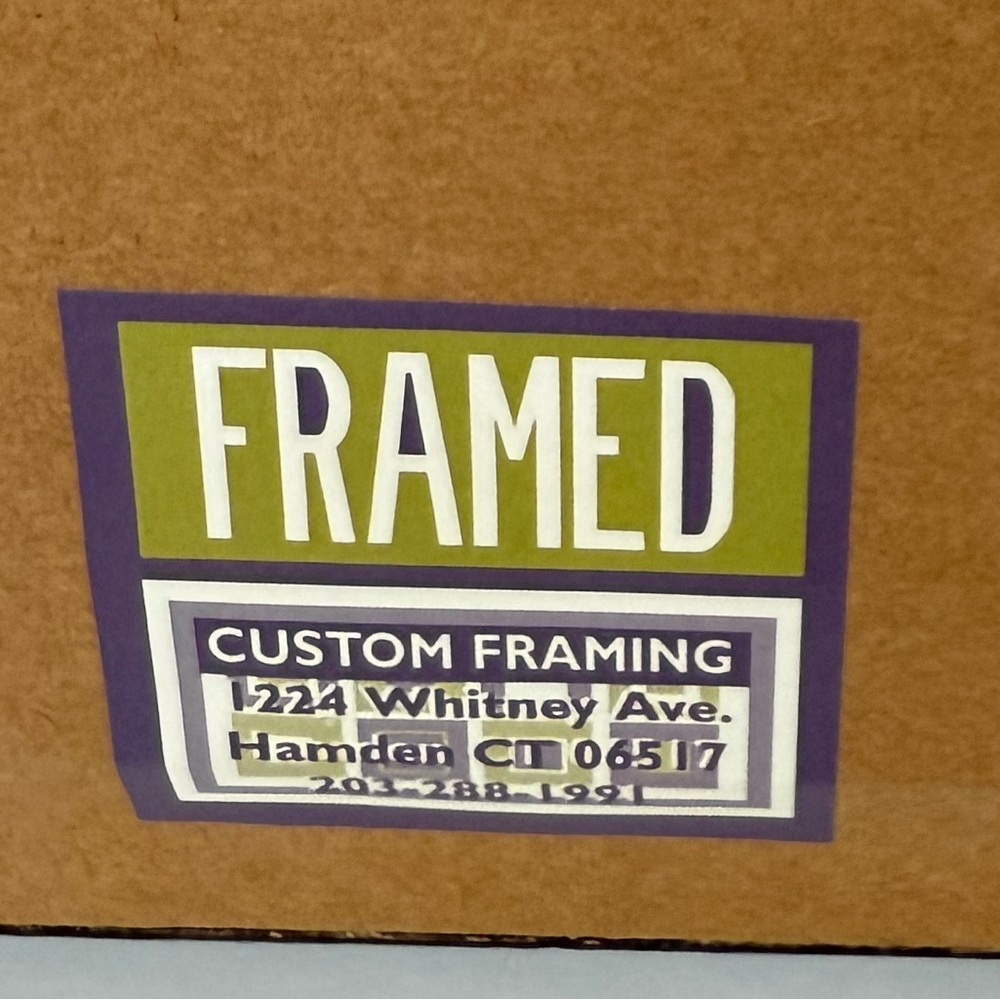 FRAMED
CUSTOM FRAMING
1224 Whitney Ave.
Hamden CT 06517
203-288-1991